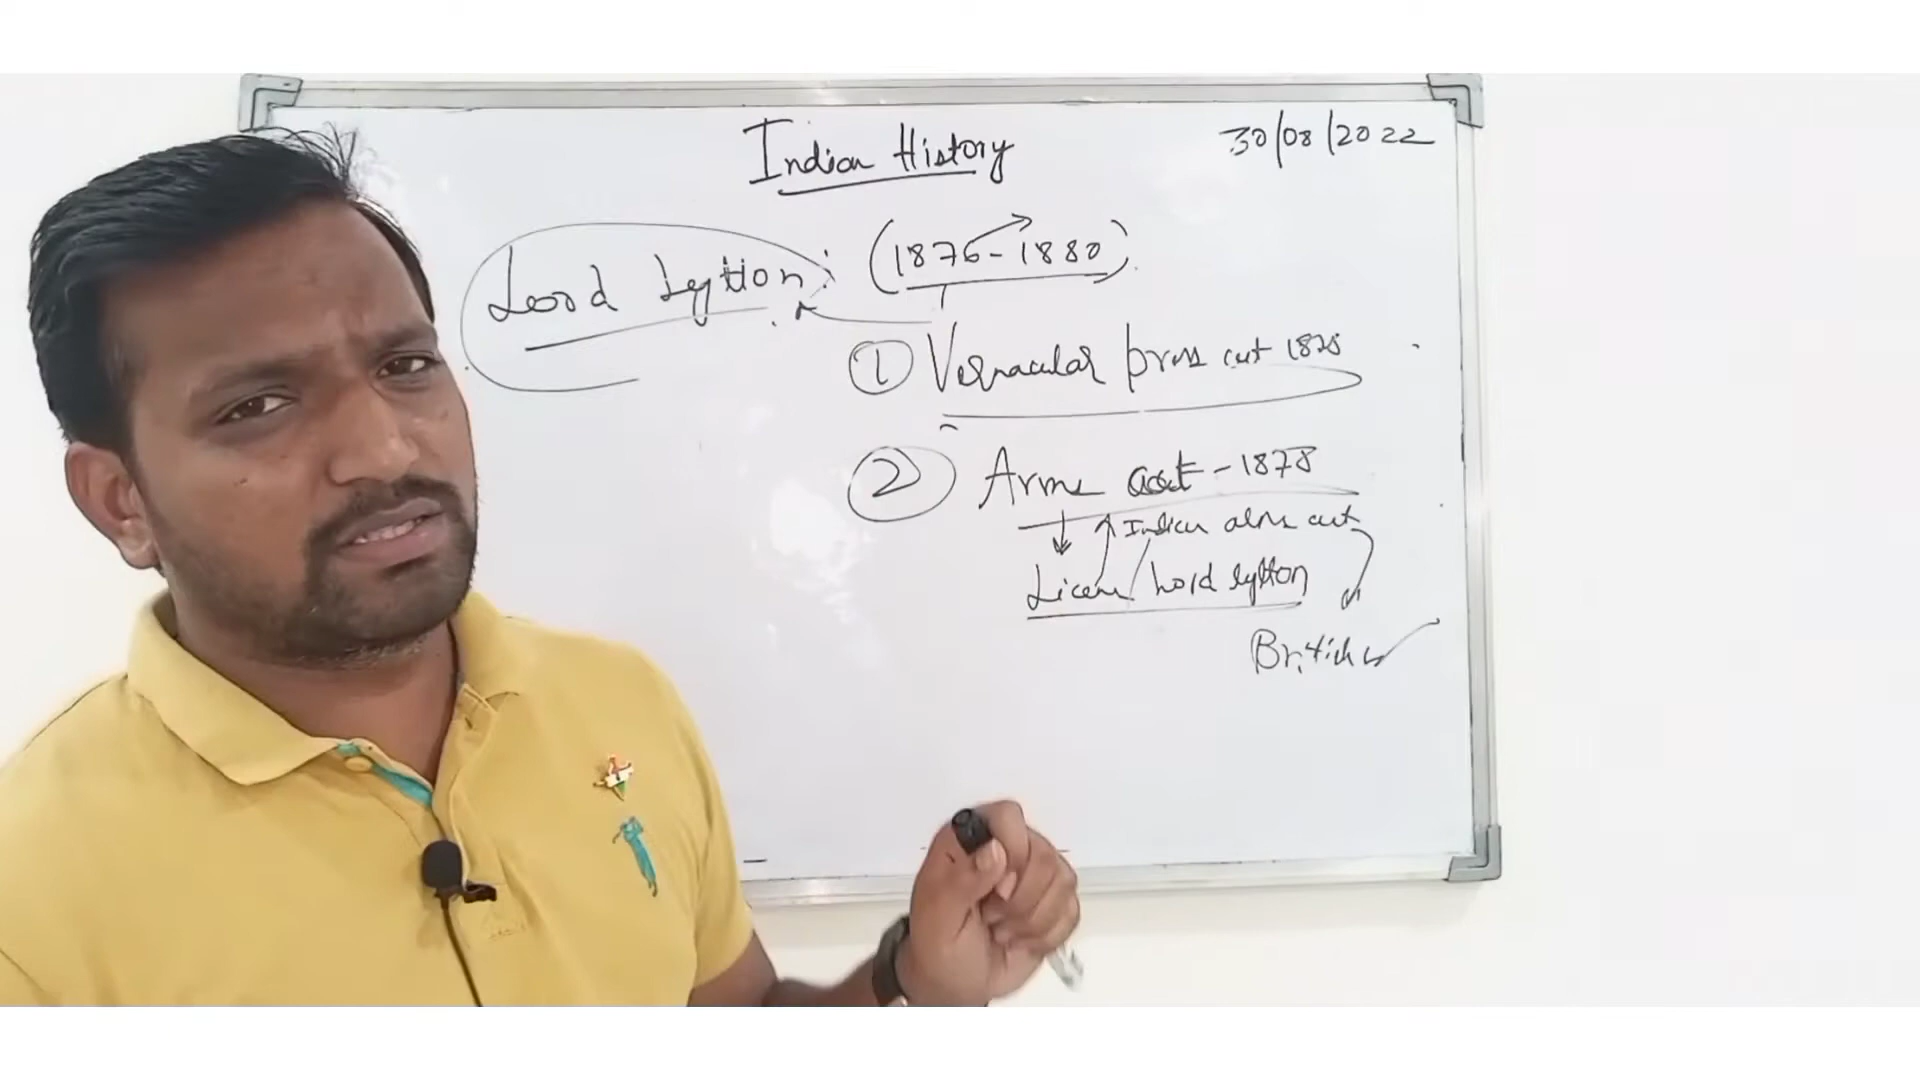 Indian History
30/08/2022
Lord Lytton: (1876-1880)
① Vernacular press act 1878
② Arms act - 1878
Indian arms act
Licens / Lord lytton
British